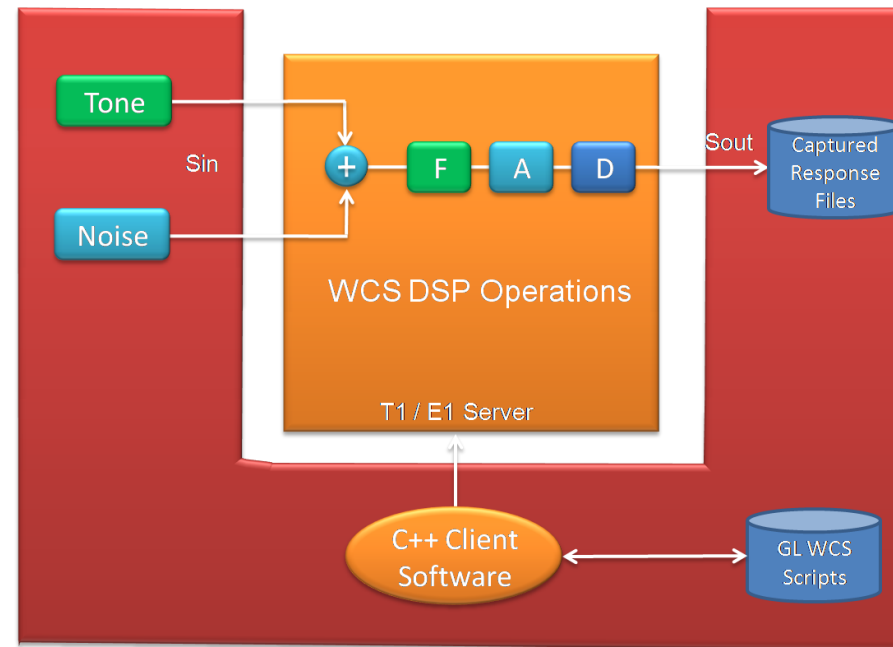 Tone
Sin
Noise
+
F
A
D
Sout
Captured
Response
Files
WCS DSP Operations
T1 / E1 Server
C++ Client
Software
GL WCS
Scripts